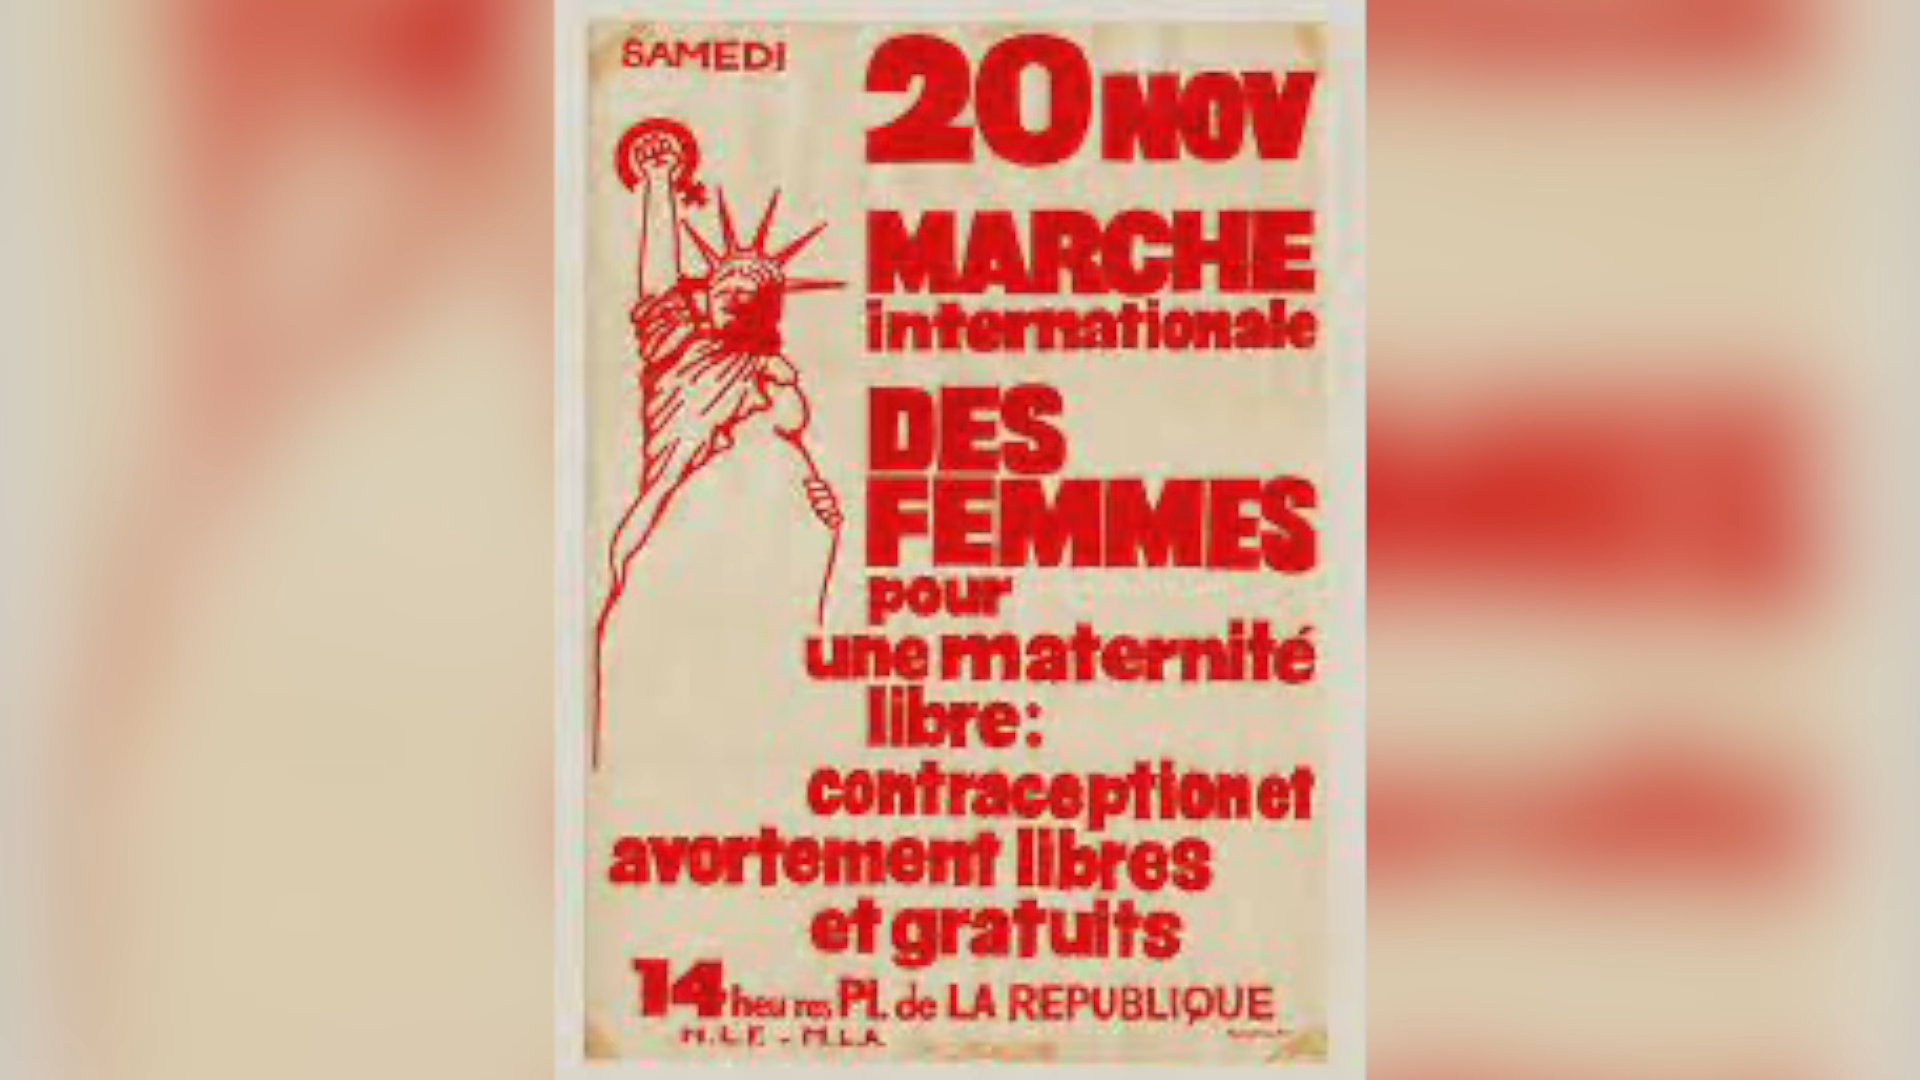 SAMEDI
20 NOV
MARCHE
internationale
DES
FEMMES
pour
une maternité
libre:
contraception et
avortement libres
et gratuits
14 heures Pl. de LA REPUBLIQUE
M.L.F. - M.L.A.